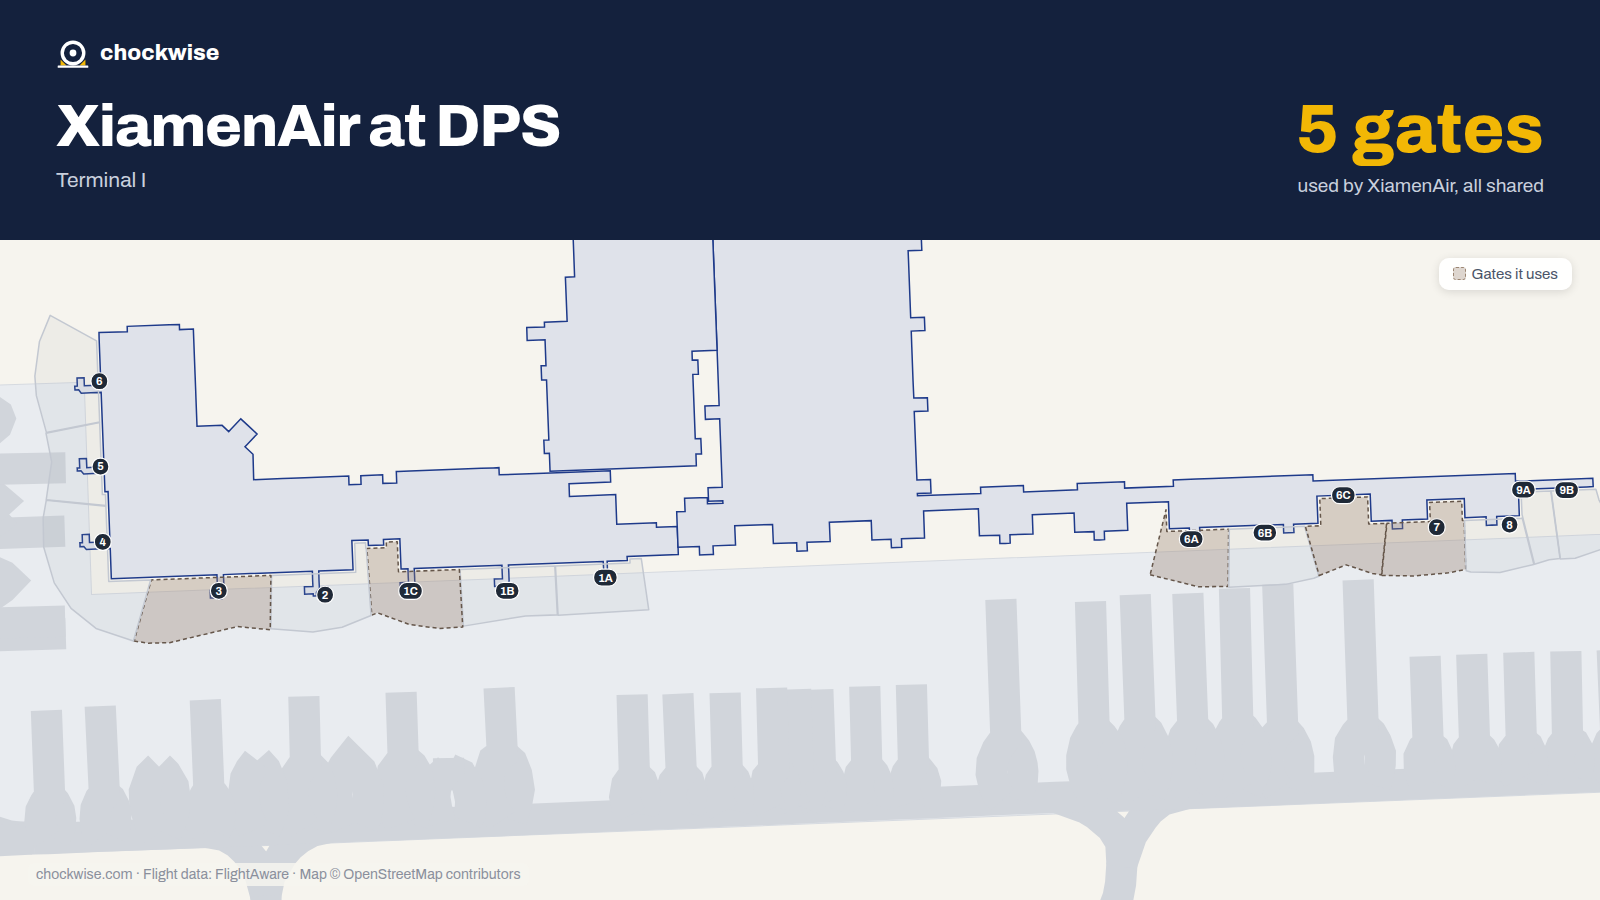 chockwise
XiamenAir at DPS
Terminal I
5 gates
used by XiamenAir, all shared
Gates it uses
6
5
4
3
2
1C
1B
1A
6A
6B
6C
7
8
9A
9B
chockwise.com · Flight data: FlightAware · Map © OpenStreetMap contributors